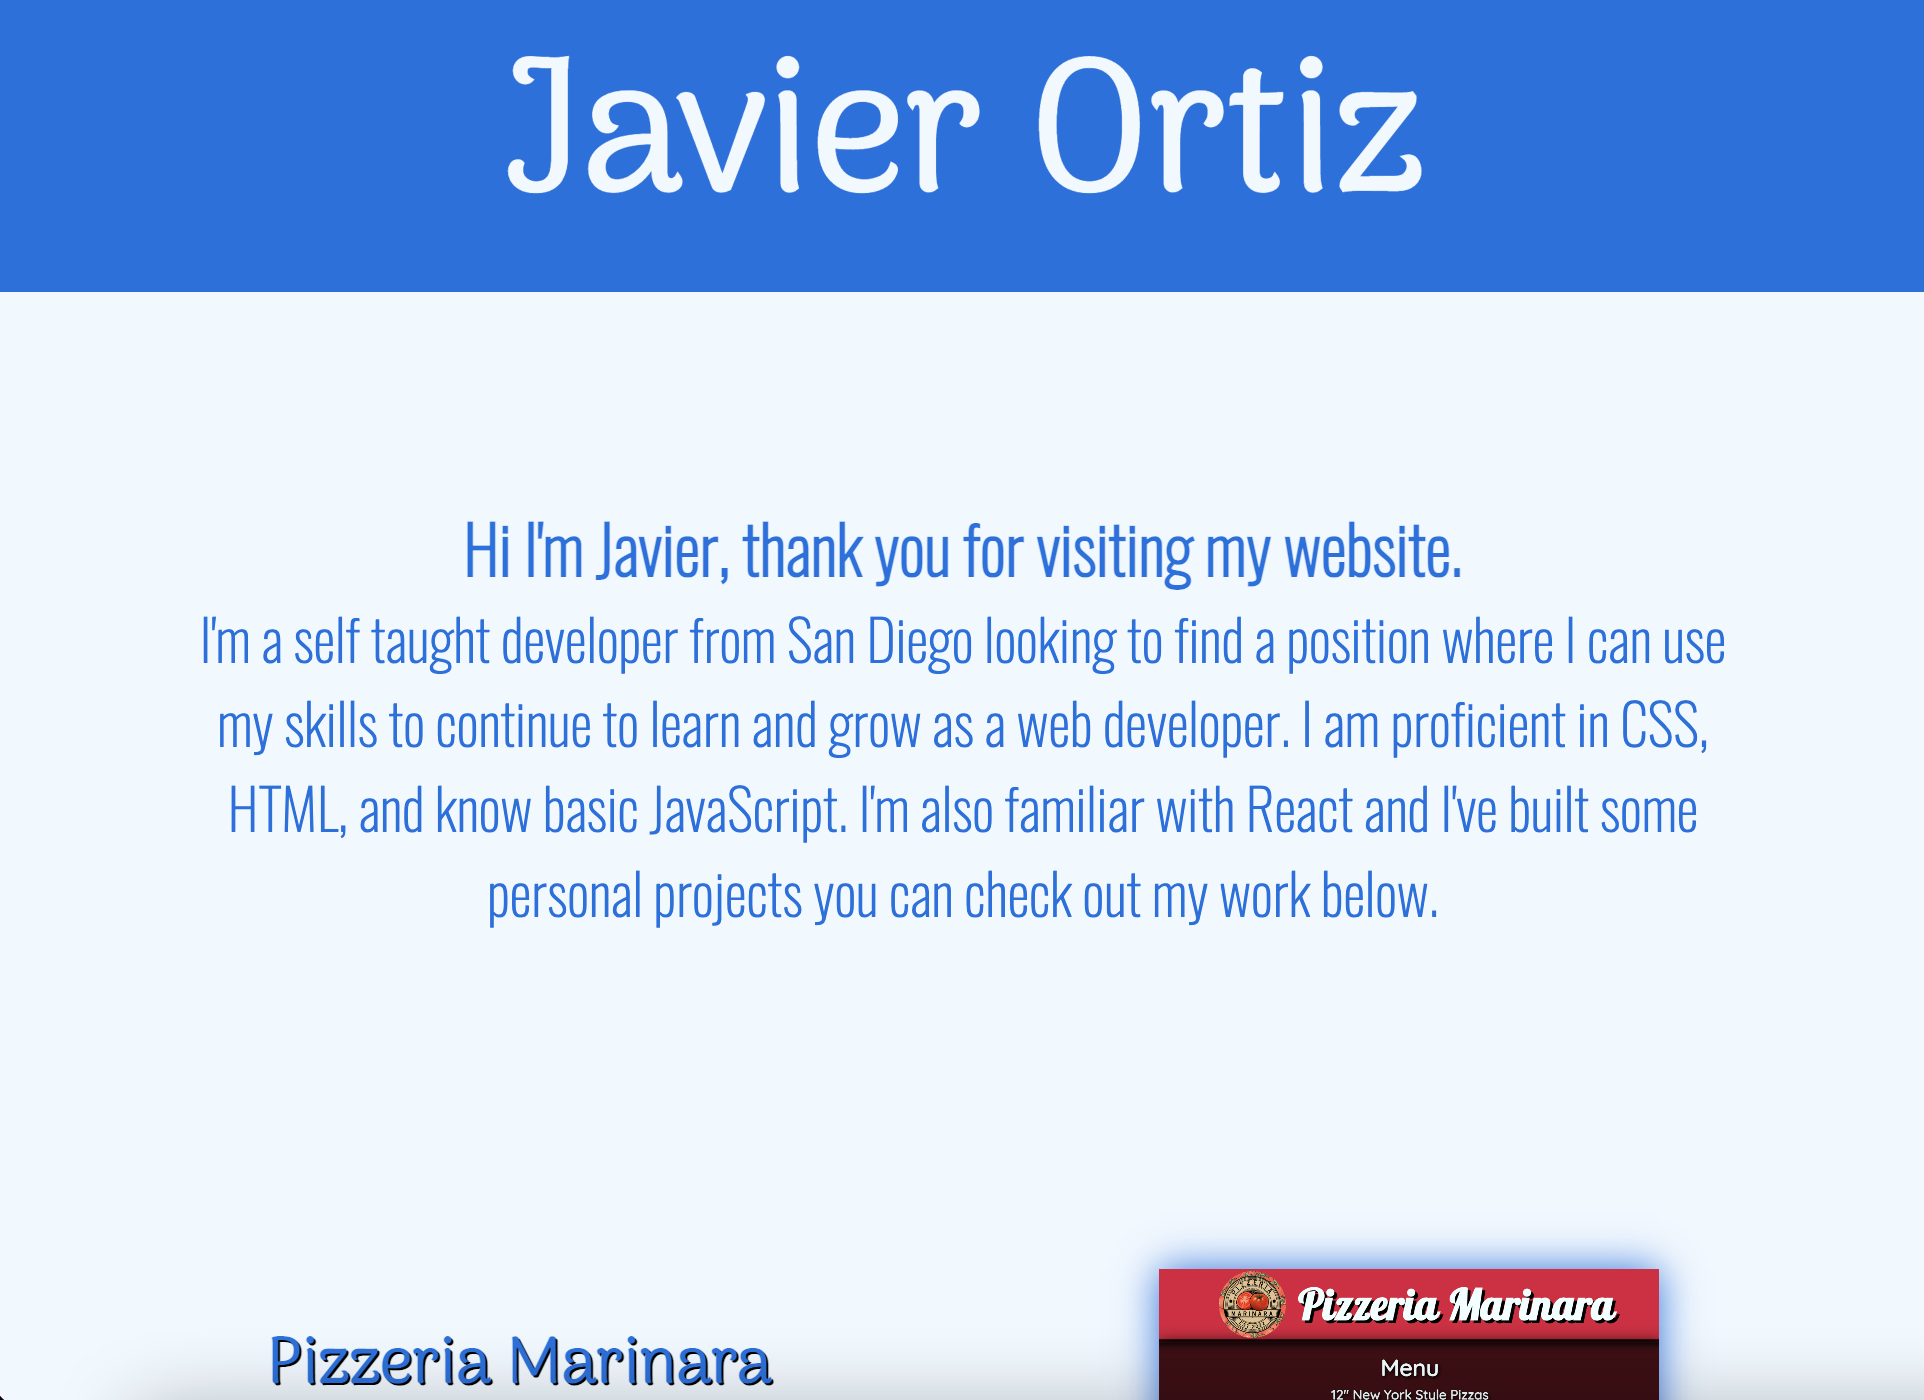 Javier Ortiz
Hi I'm Javier, thank you for visiting my website.
I'm a self taught developer from San Diego looking to find a position where I can use
my skills to continue to learn and grow as a web developer. I am proficient in CSS,
HTML, and know basic JavaScript. I'm also familiar with React and I've built some
personal projects you can check out my work below.
Pizzeria Marinara
PIZZERIA
MARINARA
Pizzeria Marinara
Menu
12" New York Style Pizzas